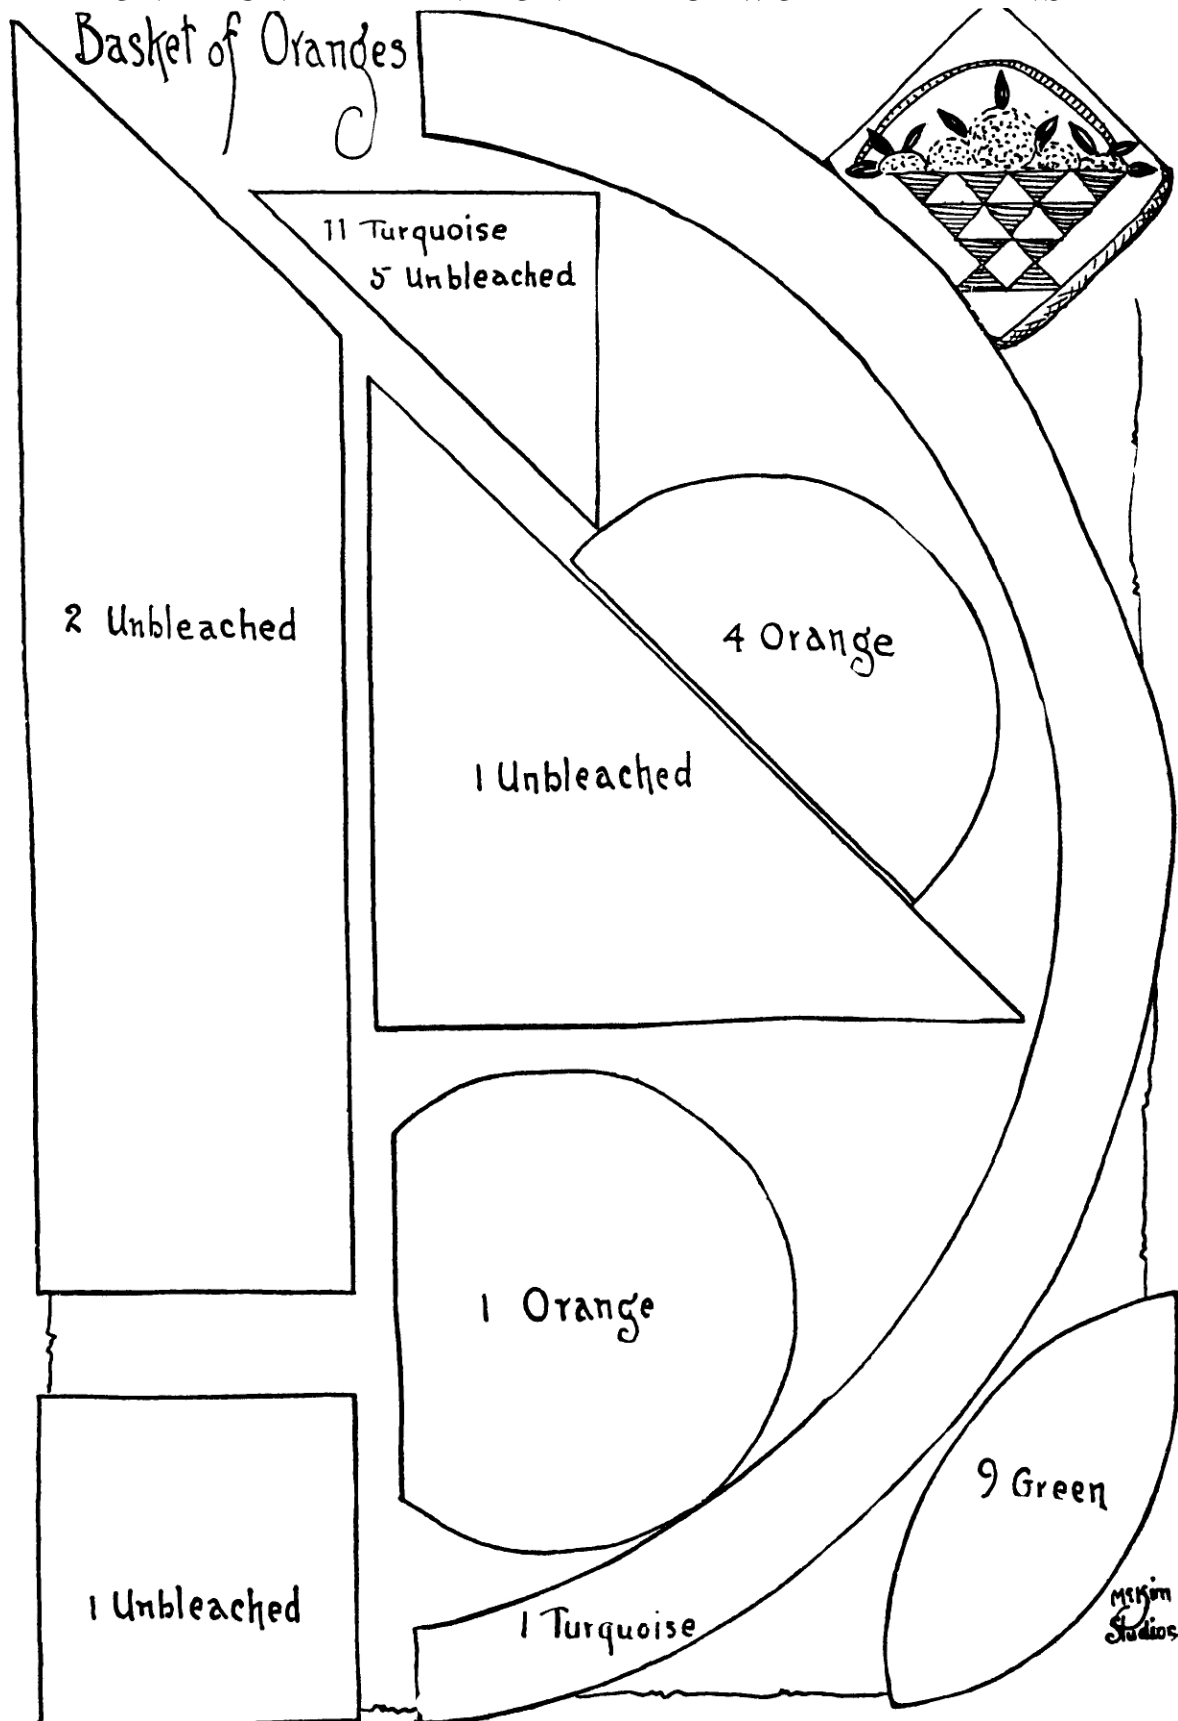 Basket of Oranges
11 Turquoise
5 Unbleached
2 Unbleached
4 Orange
1 Unbleached
1 Orange
9 Green
1 Unbleached
1 Turquoise
McKim
Studios